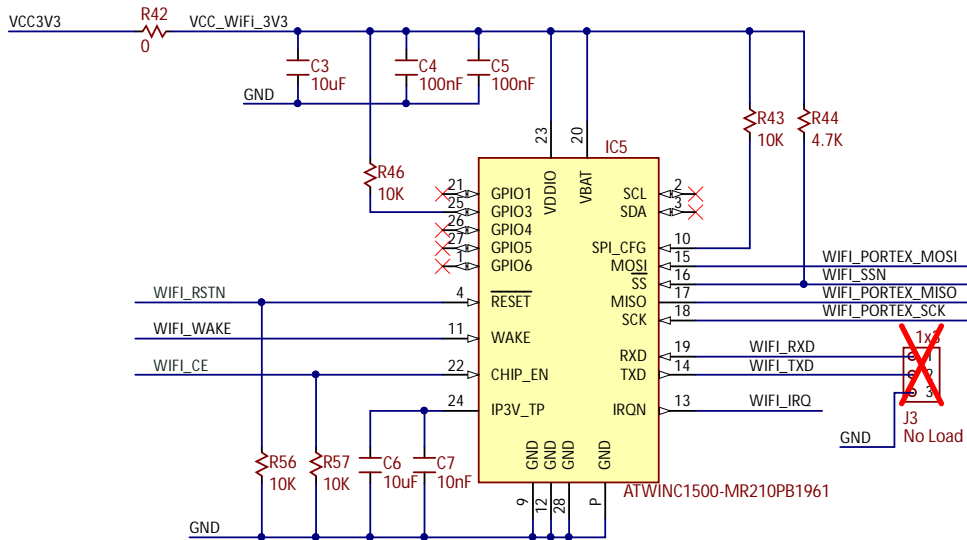 VCC3V3
R42
0
VCC_WiFi_3V3
C3
10uF
C4
100nF
C5
100nF
GND
R43
10K
R44
4.7K
R46
10K
IC5
23
VDDIO
20
VBAT
21
GPIO1
25
GPIO3
26
GPIO4
27
GPIO5
1
GPIO6
SCL
2
SDA
3
SPI_CFG
10
MOSI
15
WIFI_PORTEX_MOSI
SS
16
WIFI_SSN
MISO
17
WIFI_PORTEX_MISO
SCK
18
WIFI_PORTEX_SCK
WIFI_RSTN
4
RESET
WIFI_WAKE
11
WAKE
WIFI_CE
22
CHIP_EN
24
IP3V_TP
RXD
19
WIFI_RXD
TXD
14
WIFI_TXD
IRQN
13
WIFI_IRQ
1x3
1
2
3
J3
No Load
GND
R56
10K
R57
10K
C6
10uF
C7
10nF
GND
GND
GND
GND
9
12
28
P
ATWINC1500-MR210PB1961
GND